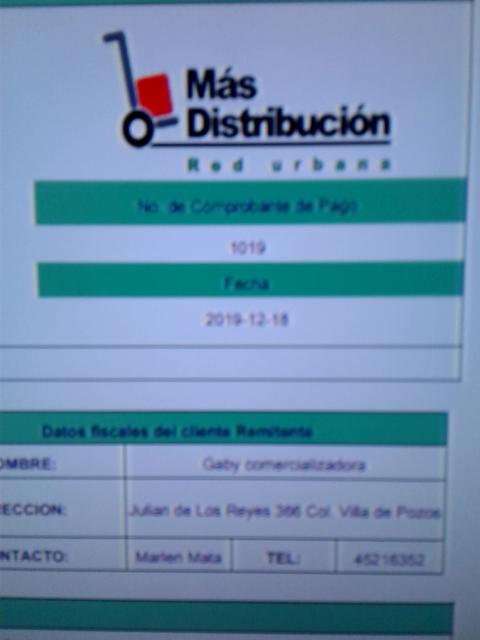 Más
Distribución
Red urbana
No. de Comprobante de Pago
1019
Fecha
2019-12-18
Datos fiscales del cliente Remitente
OMBRE: Gaby comercializadora
RECCION: Julian de Los Reyes 366 Col. Villa de Pozos
NTACTO: Marlen Mata TEL: 45216352